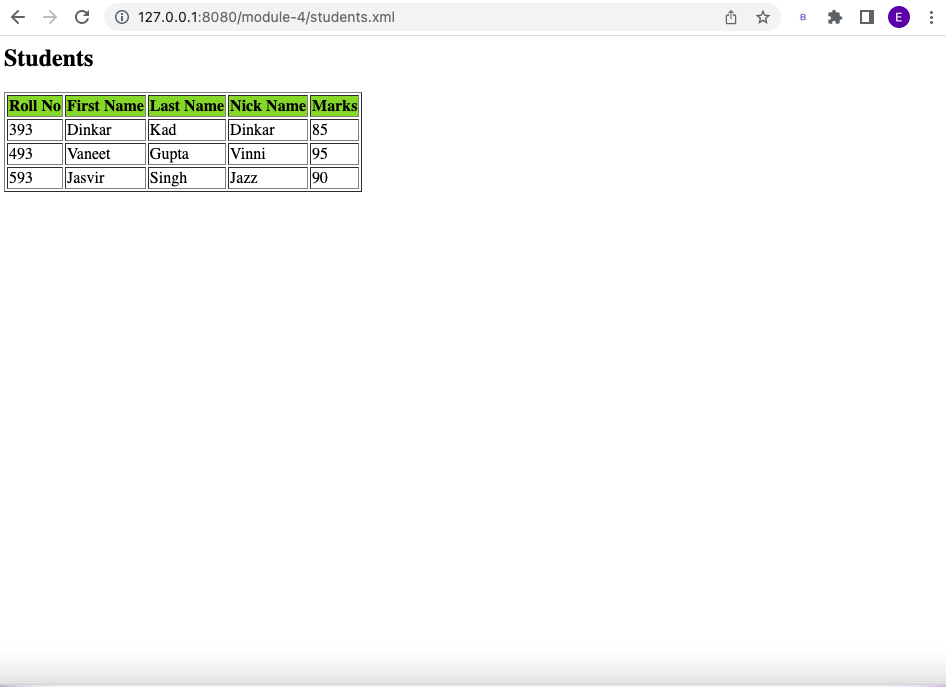 127.0.0.1:8080/module-4/students.xml
B
E
Students
Roll No First Name Last Name Nick Name Marks
393 Dinkar Kad Dinkar 85
493 Vaneet Gupta Vinni 95
593 Jasvir Singh Jazz 90